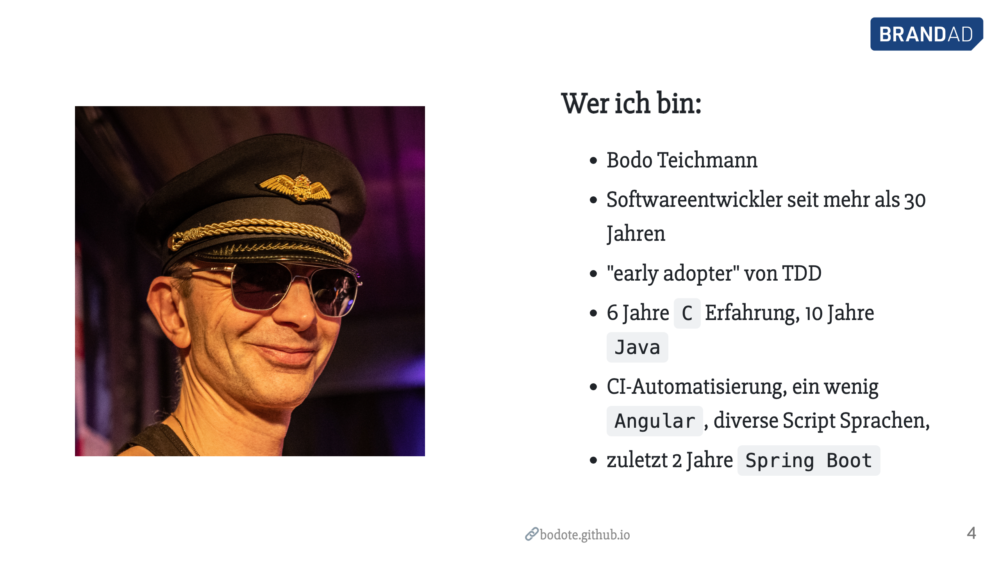 BRANDAD
Wer ich bin:
• Bodo Teichmann
• Softwareentwickler seit mehr als 30
Jahren
• "early adopter" von TDD
• 6 Jahre C Erfahrung, 10 Jahre
Java
• CI-Automatisierung, ein wenig
Angular , diverse Script Sprachen,
• zuletzt 2 Jahre Spring Boot
🔗bodote.github.io
4